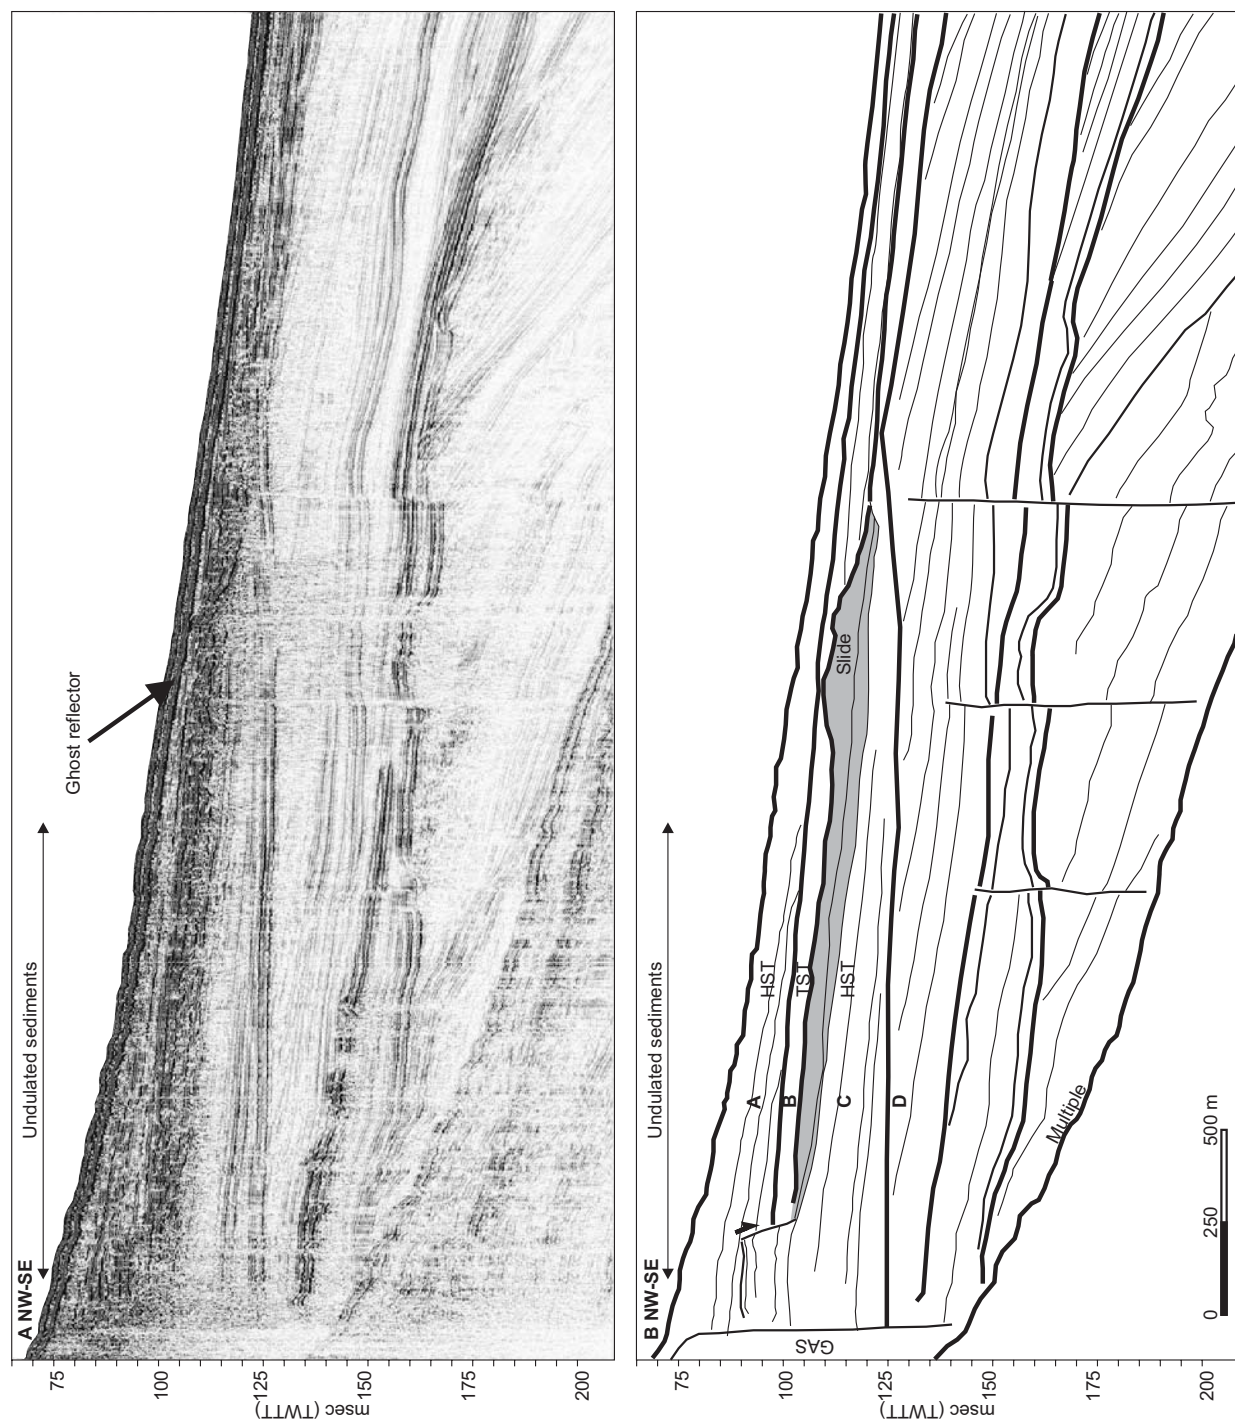 A NW-SE
Undulated sediments
Ghost reflector
75
100
125
150
175
200
msec (TWTT)
B NW-SE
Undulated sediments
GAS
A
B
C
D
HST
TST
HST
Slide
Multiple
0
250
500 m
75
100
125
150
175
200
msec (TWTT)